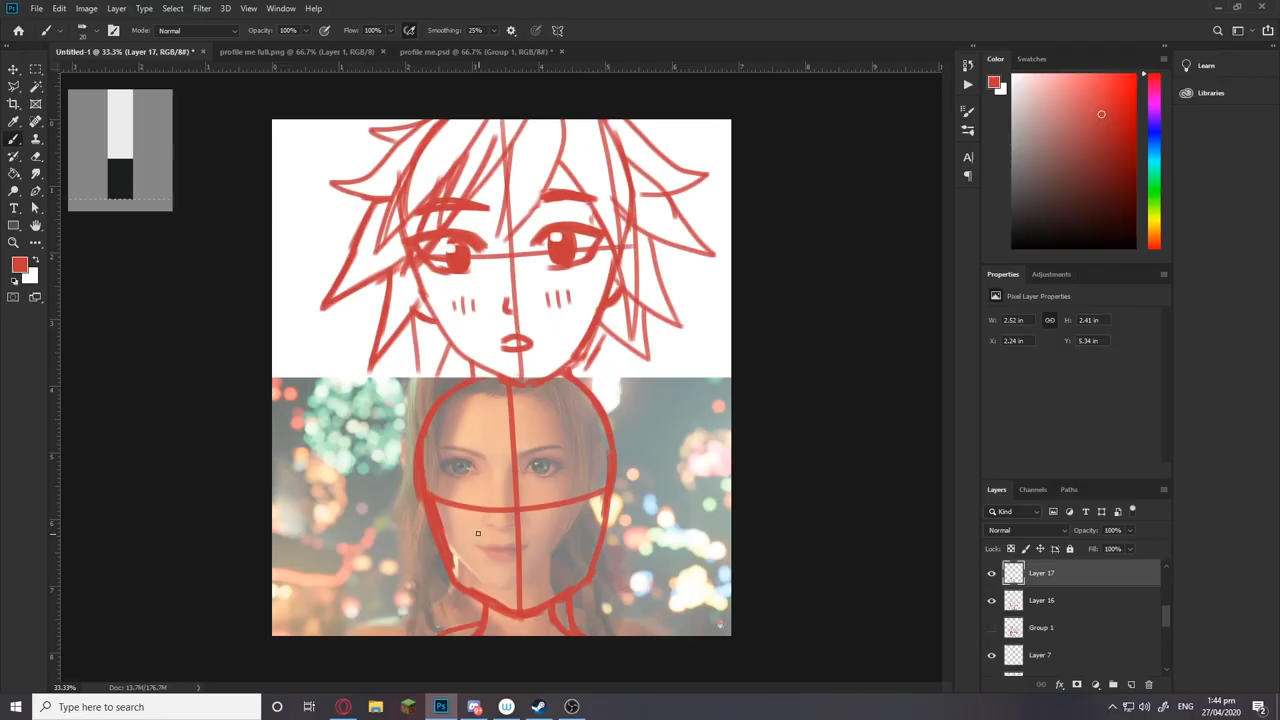 Ps File Edit Image Layer Type Select Filter 3D View Window Help
20 Mode: Normal Opacity: 100% Flow: 100% Smoothing: 25%
Untitled-1 @ 33.3% (Layer 17, RGB/8#) * × profile me full.png @ 66.7% (Layer 1, RGB/8) × profile me.psd @ 66.7% (Group 1, RGB/8#) * ×
Color Swatches
Learn
Libraries
Properties Adjustments
Pixel Layer Properties
W: 2.52 in H: 2.41 in
X: 2.24 in Y: 5.34 in
Layers Channels Paths
Kind
Normal Opacity: 100%
Lock: Fill: 100%
Layer 17
Layer 16
Group 1
Layer 7
33.33% Doc: 13.7M/176.7M
Type here to search
Ps
ENG
1:44 pm
27/04/2020